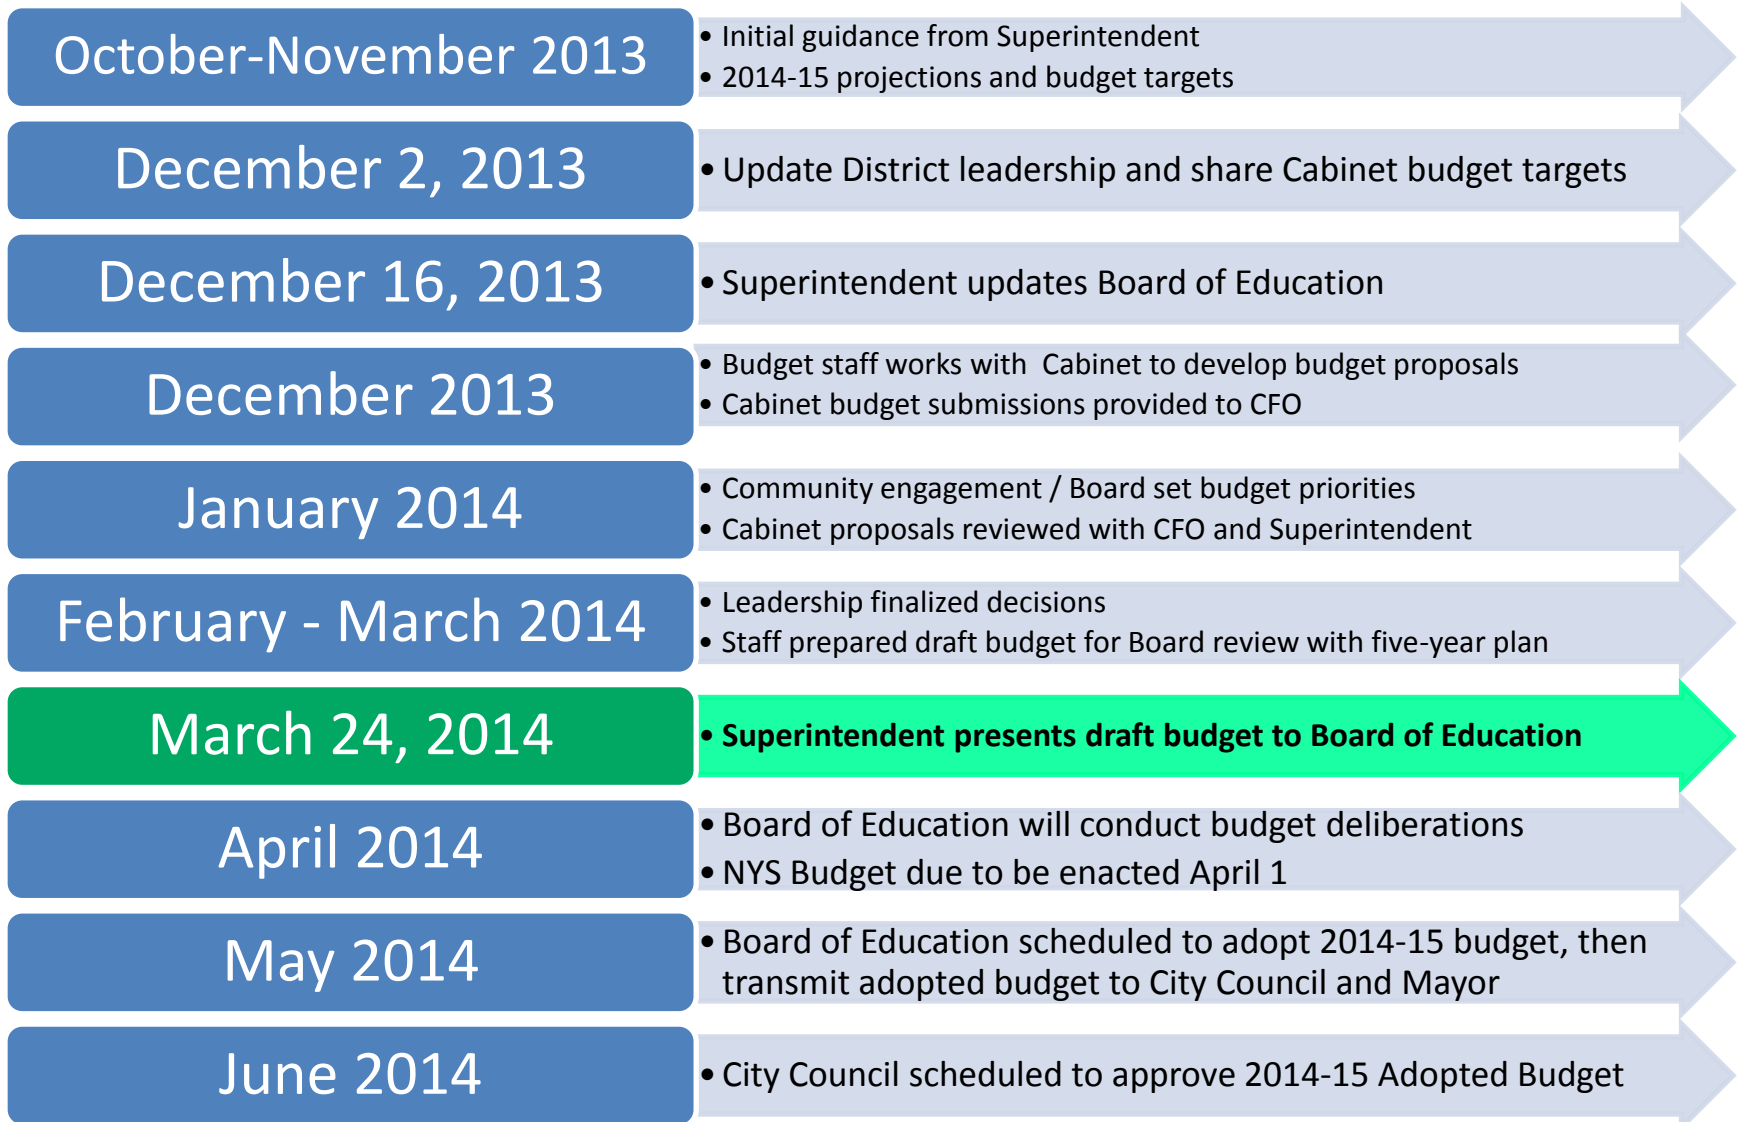 October-November 2013
• Initial guidance from Superintendent
• 2014-15 projections and budget targets
December 2, 2013
• Update District leadership and share Cabinet budget targets
December 16, 2013
• Superintendent updates Board of Education
December 2013
• Budget staff works with  Cabinet to develop budget proposals
• Cabinet budget submissions provided to CFO
January 2014
• Community engagement / Board set budget priorities
• Cabinet proposals reviewed with CFO and Superintendent
February - March 2014
• Leadership finalized decisions
• Staff prepared draft budget for Board review with five-year plan
March 24, 2014
• Superintendent presents draft budget to Board of Education
April 2014
• Board of Education will conduct budget deliberations
• NYS Budget due to be enacted April 1
May 2014
• Board of Education scheduled to adopt 2014-15 budget, then
transmit adopted budget to City Council and Mayor
June 2014
• City Council scheduled to approve 2014-15 Adopted Budget